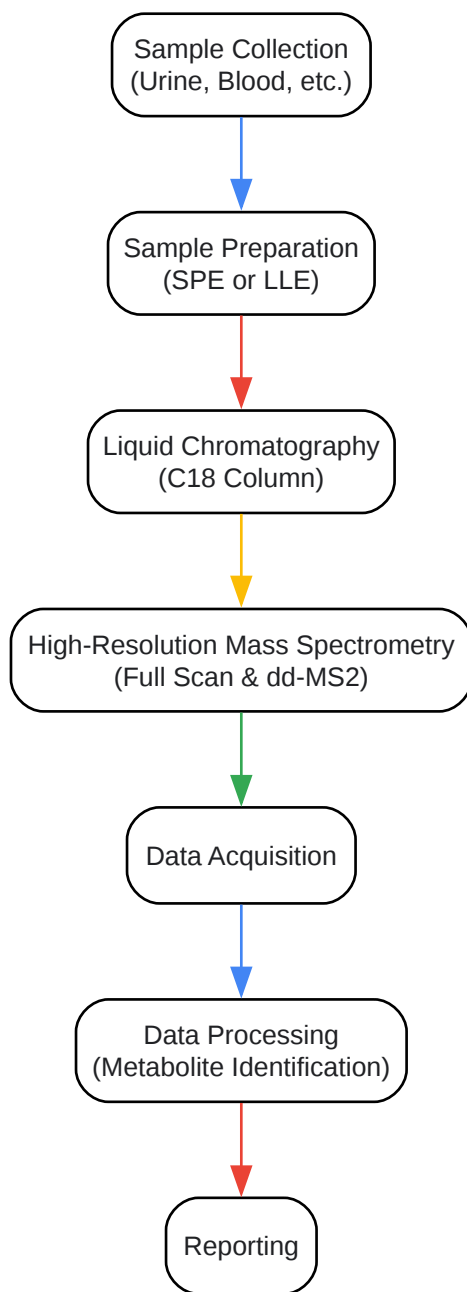 Sample Collection
(Urine, Blood, etc.)
Sample Preparation
(SPE or LLE)
Liquid Chromatography
(C18 Column)
High-Resolution Mass Spectrometry
(Full Scan & dd-MS2)
Data Acquisition
Data Processing
(Metabolite Identification)
Reporting